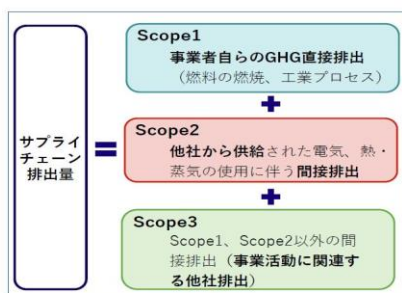 Scope1
事業者自らのGHG直接排出
（燃料の燃焼、工業プロセス）
+
サプライ
チェーン
排出量
=
Scope2
他社から供給された電気、熱・
蒸気の使用に伴う間接排出
+
Scope3
Scope1、Scope2以外の間
接排出（事業活動に関連す
る他社排出）